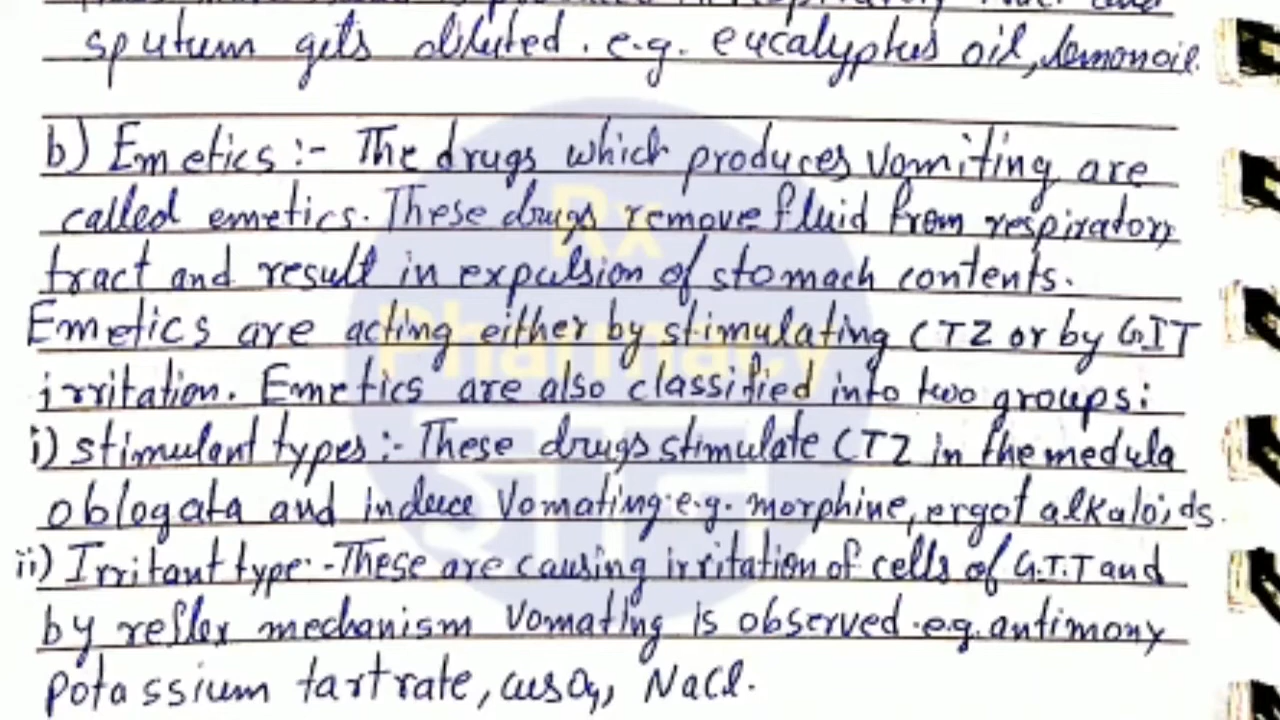 sputum gets diluted. e.g. eucalyptus oil, lemonoil.
b) Emetics :- The drugs which produces vomiting are
called emetics. These drugs remove fluid from respiratory
tract and result in expulsion of stomach contents.
Emetics are acting either by stimulating CTZ or by GIT
irritation. Emetics are also classified into two groups:
i) stimulant types :- These drugs stimulate CTZ in the medula
oblogata and induce Vomating. e.g. morphine, ergot alkaloids.
ii) Irritant type :- These are causing irritation of cells of G.I.T and
by reflex mechanism Vomating is observed. e.g. antimony
potassium tartrate, CuSO4, NaCl.
Rx
Pharmacy
ज्ञान